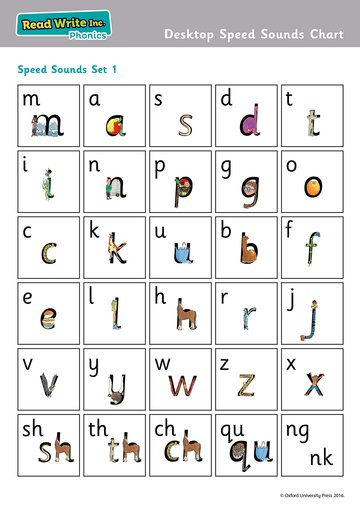 Read Write Inc.
Phonics
Desktop Speed Sounds Chart
Speed Sounds Set 1
m a s d t
m a s d t
i n p g o
i n p g o
c k u b f
c k u b f
e l h r j
e l h r j
v y w z x
v y w z x
sh th ch qu ng
sh th ch qu nk
© Oxford University Press 2016.